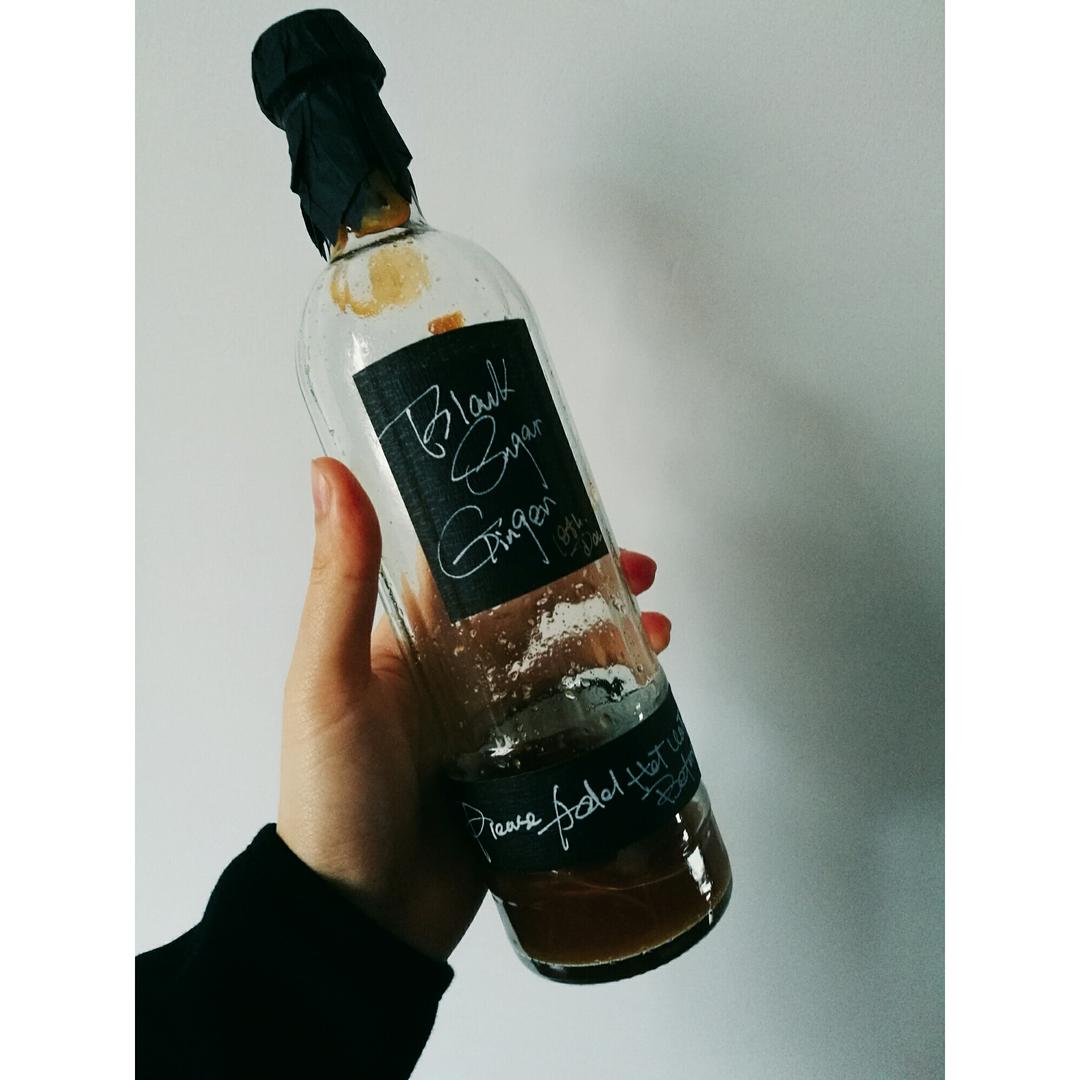 Black
Sugar
Ginger
Please Add Hot